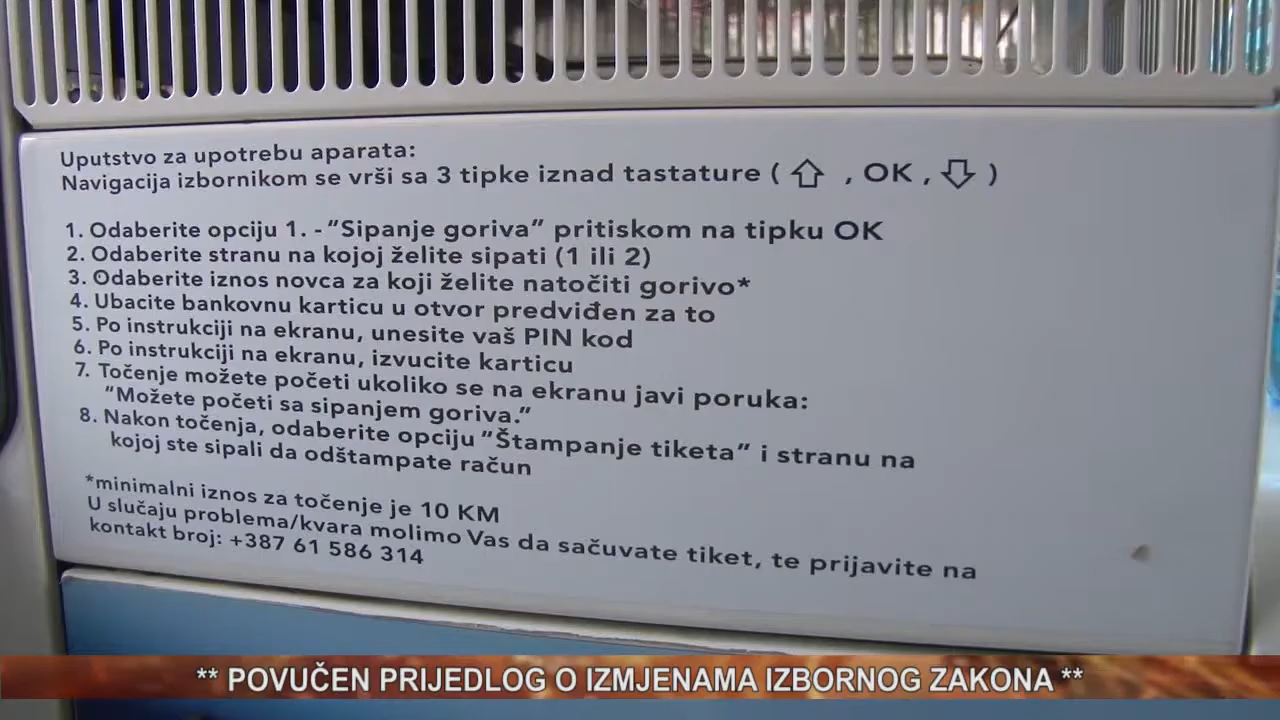 Uputstvo za upotrebu aparata:
Navigacija izbornikom se vrši sa 3 tipke iznad tastature ( ⇧ , OK , ⇩ )
1. Odaberite opciju 1. - ”Sipanje goriva” pritiskom na tipku OK
2. Odaberite stranu na kojoj želite sipati (1 ili 2)
3. Odaberite iznos novca za koji želite natočiti gorivo*
4. Ubacite bankovnu karticu u otvor predviđen za to
5. Po instrukciji na ekranu, unesite vaš PIN kod
6. Po instrukciji na ekranu, izvucite karticu
7. Točenje možete početi ukoliko se na ekranu javi poruka:
”Možete početi sa sipanjem goriva.”
8. Nakon točenja, odaberite opciju ”Štampanje tiketa” i stranu na
kojoj ste sipali da odštampate račun
*minimalni iznos za točenje je 10 KM
U slučaju problema/kvara molimo Vas da sačuvate tiket, te prijavite na
kontakt broj: +387 61 586 314
** POVUČEN PRIJEDLOG O IZMJENAMA IZBORNOG ZAKONA **